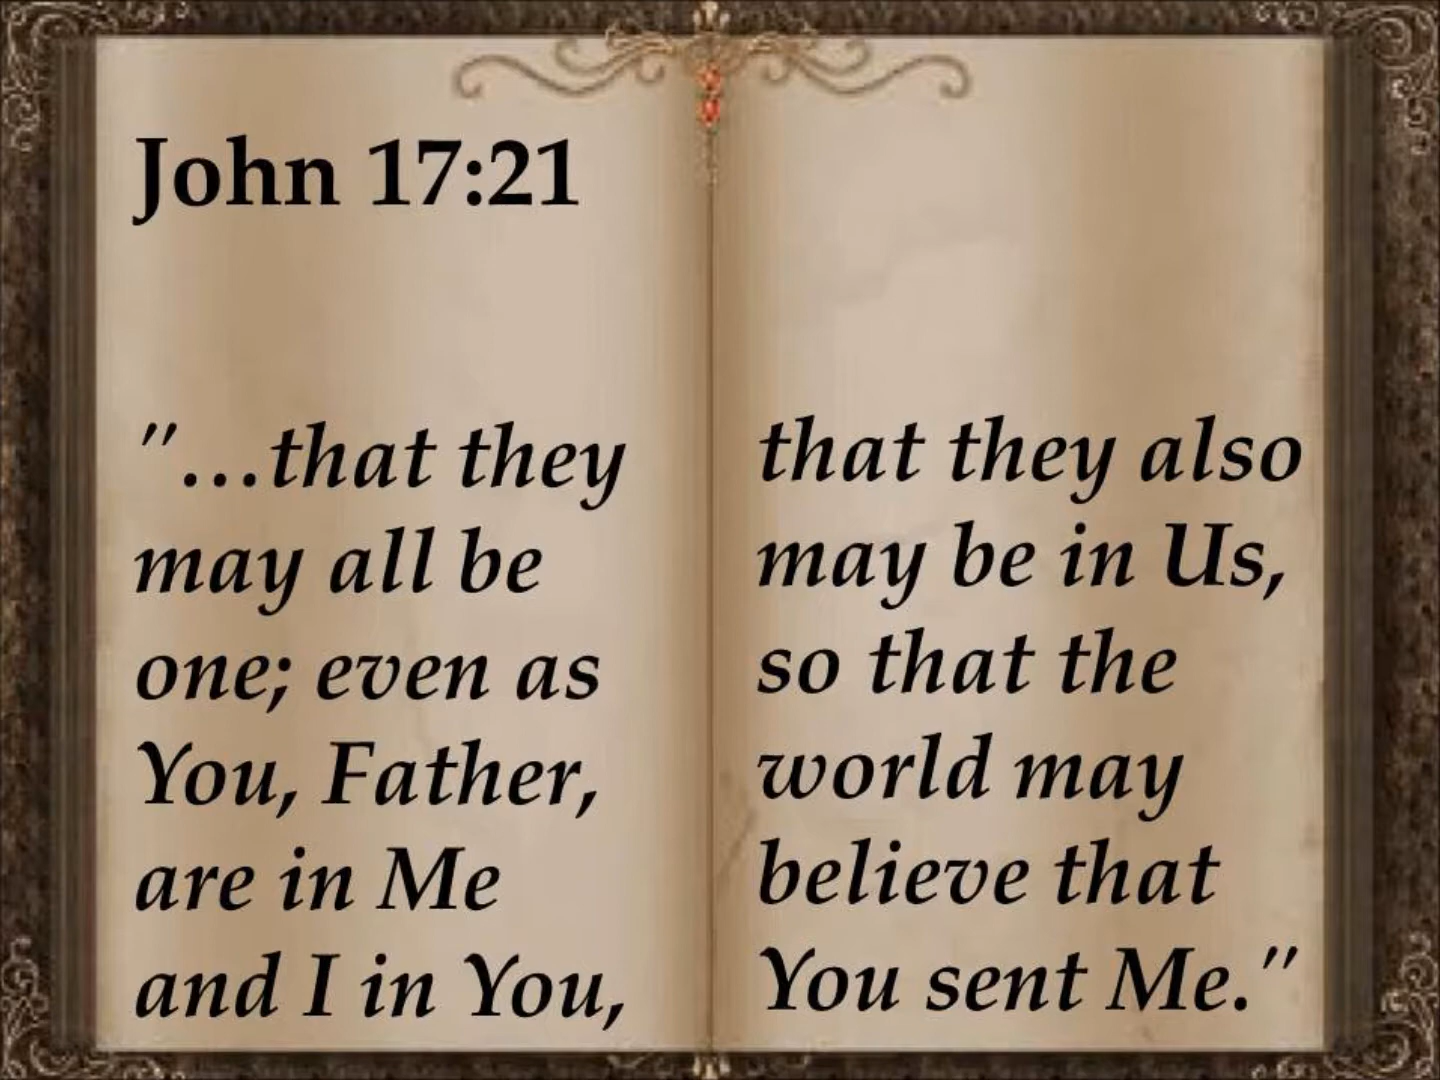 John 17:21
"...that they
may all be
one; even as
You, Father,
are in Me
and I in You,
that they also
may be in Us,
so that the
world may
believe that
You sent Me."